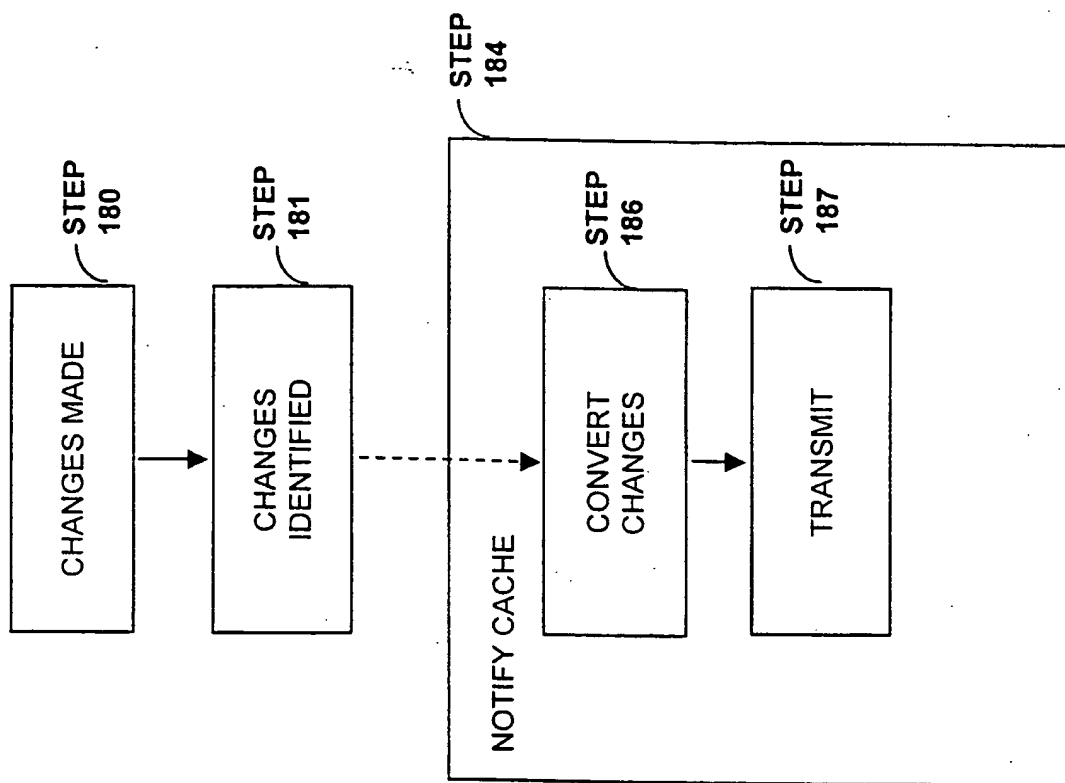 CHANGES MADE
STEP
180
CHANGES
IDENTIFIED
STEP
181
STEP
184
NOTIFY CACHE
CONVERT
CHANGES
STEP
186
TRANSMIT
STEP
187